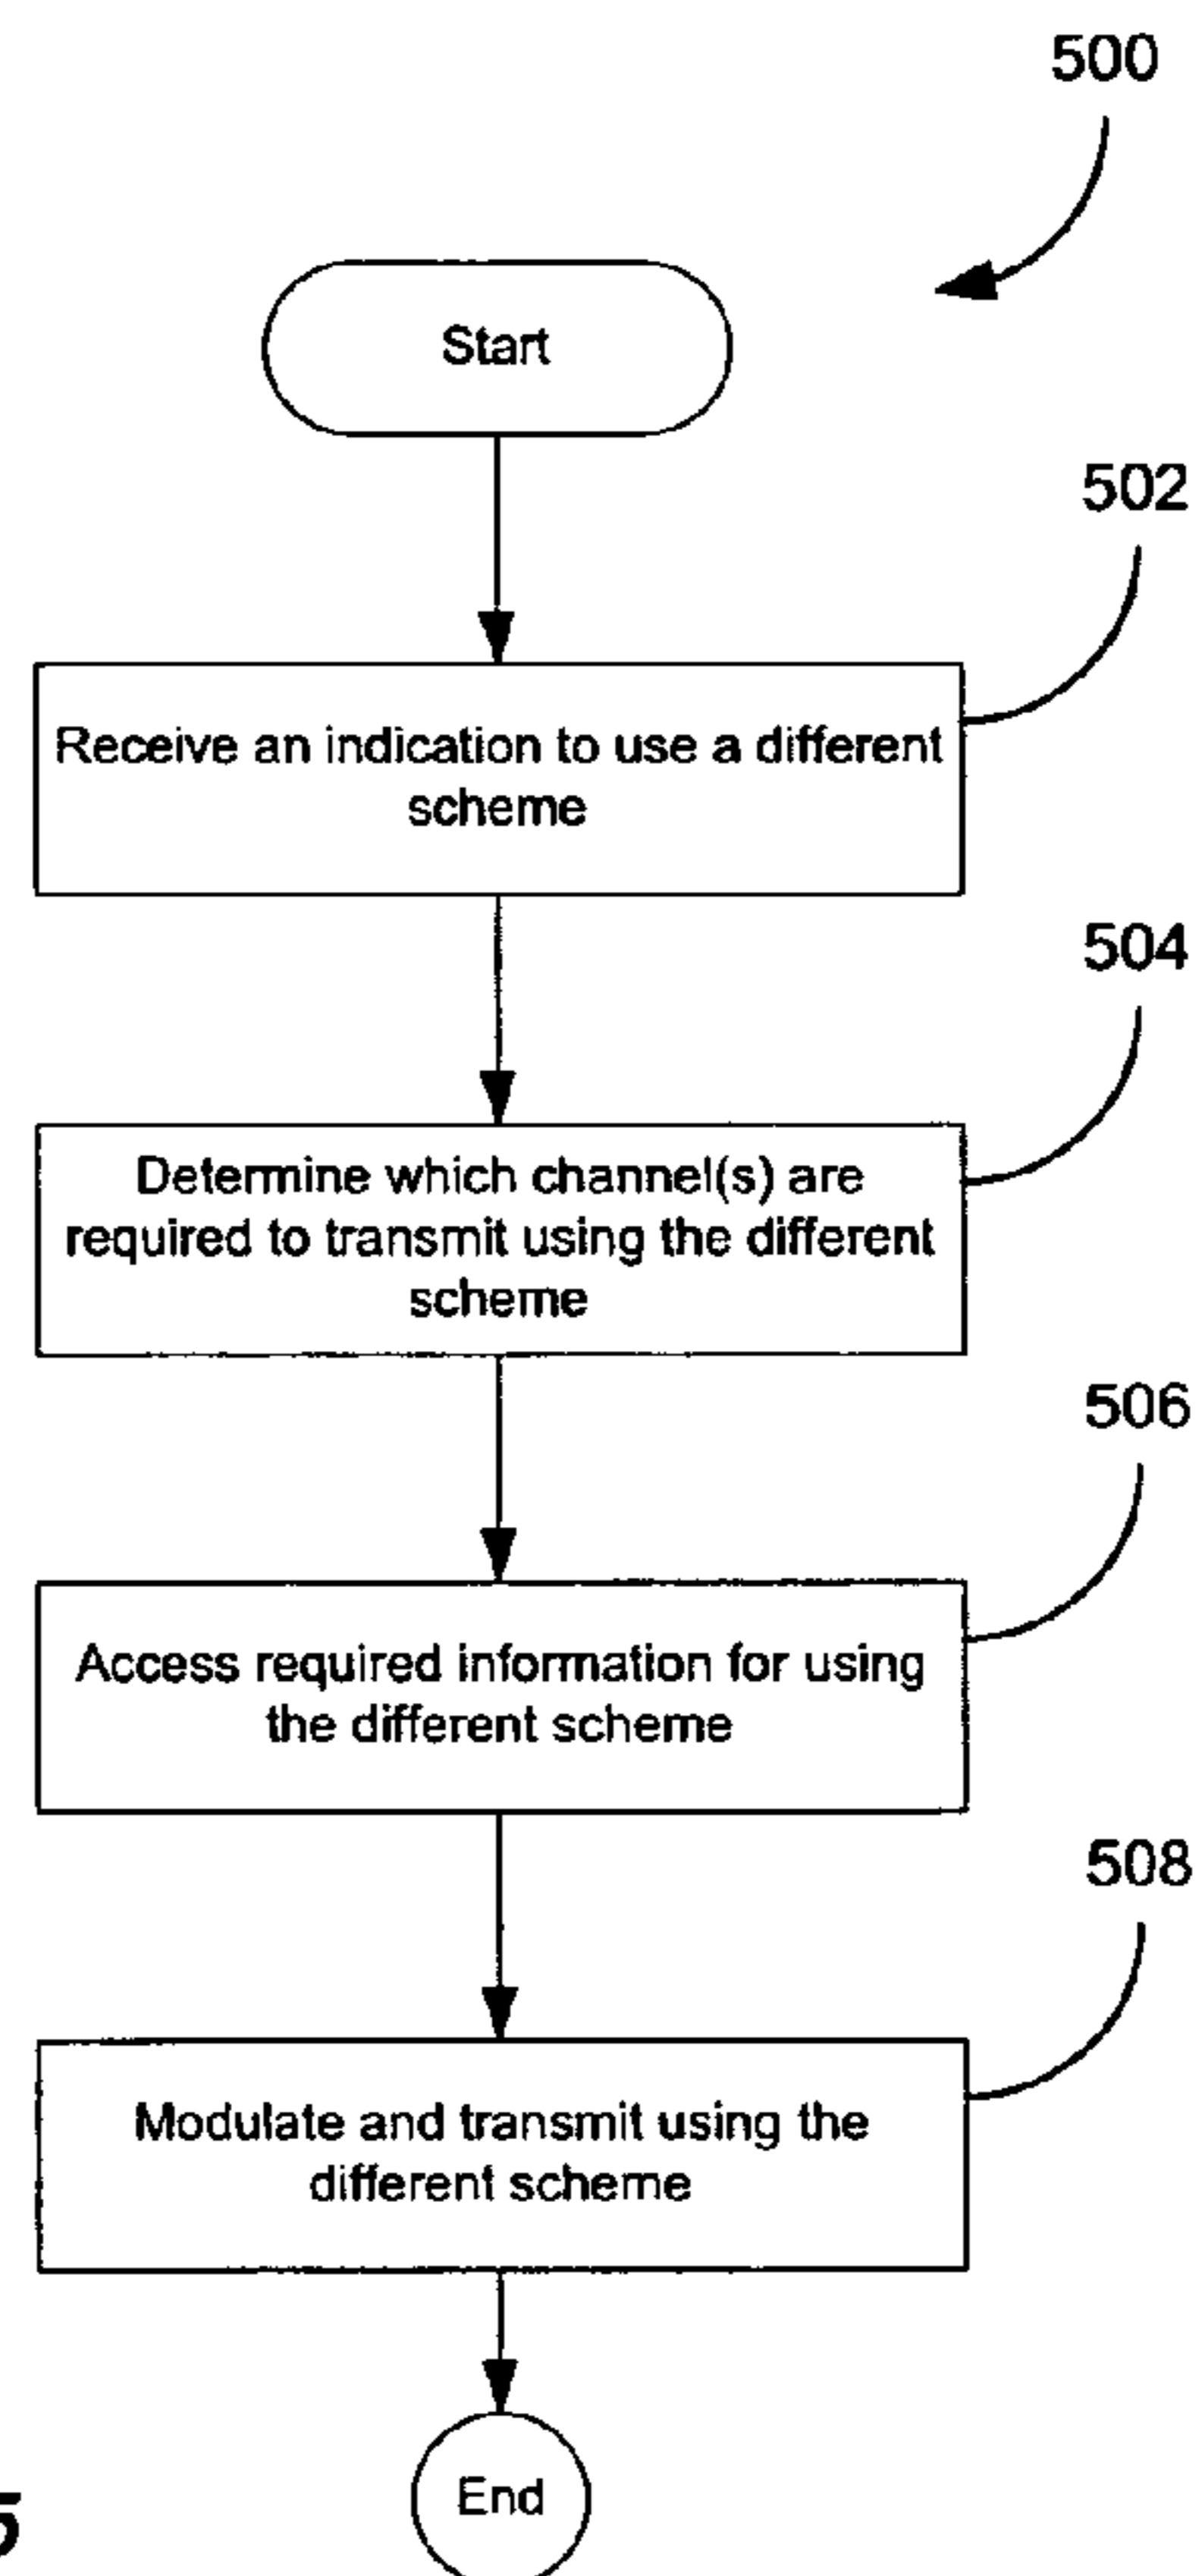 500
Start
502
Receive an indication to use a different
scheme
504
Determine which channel(s) are
required to transmit using the different
scheme
506
Access required information for using
the different scheme
508
Modulate and transmit using the
different scheme
End
5